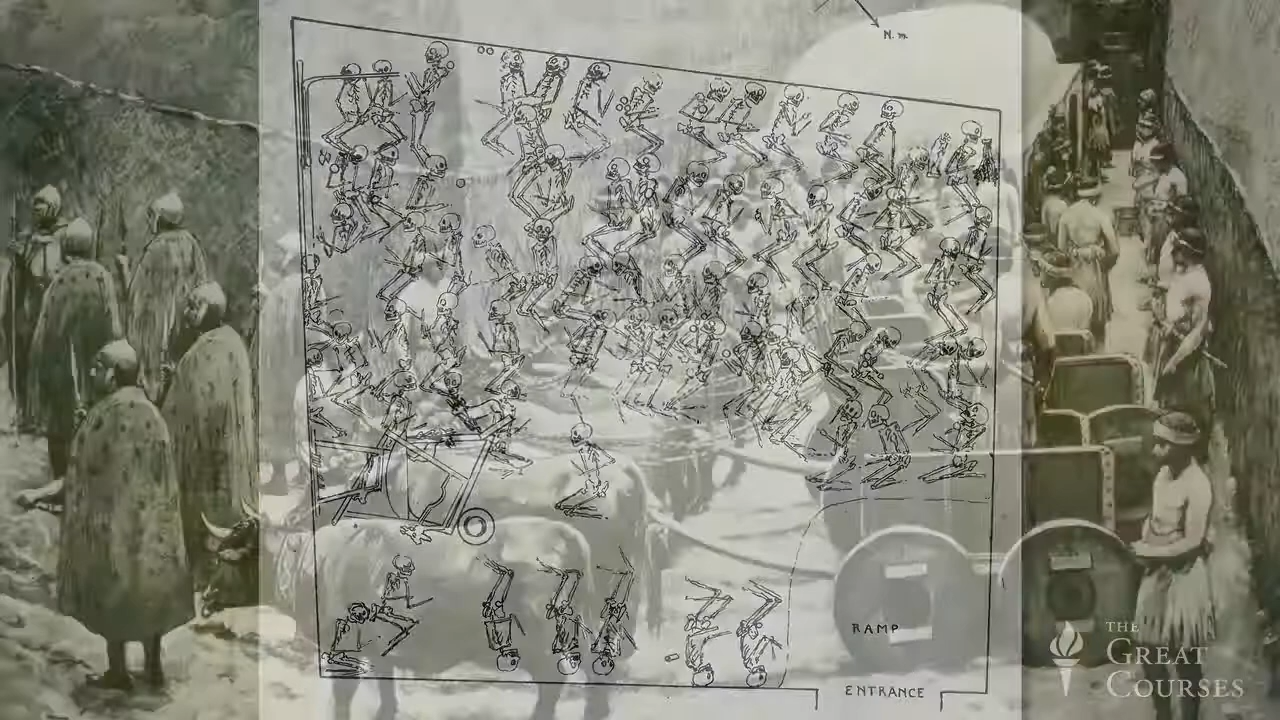 N. m.
RAMP
ENTRANCE
THE
GREAT
COURSES